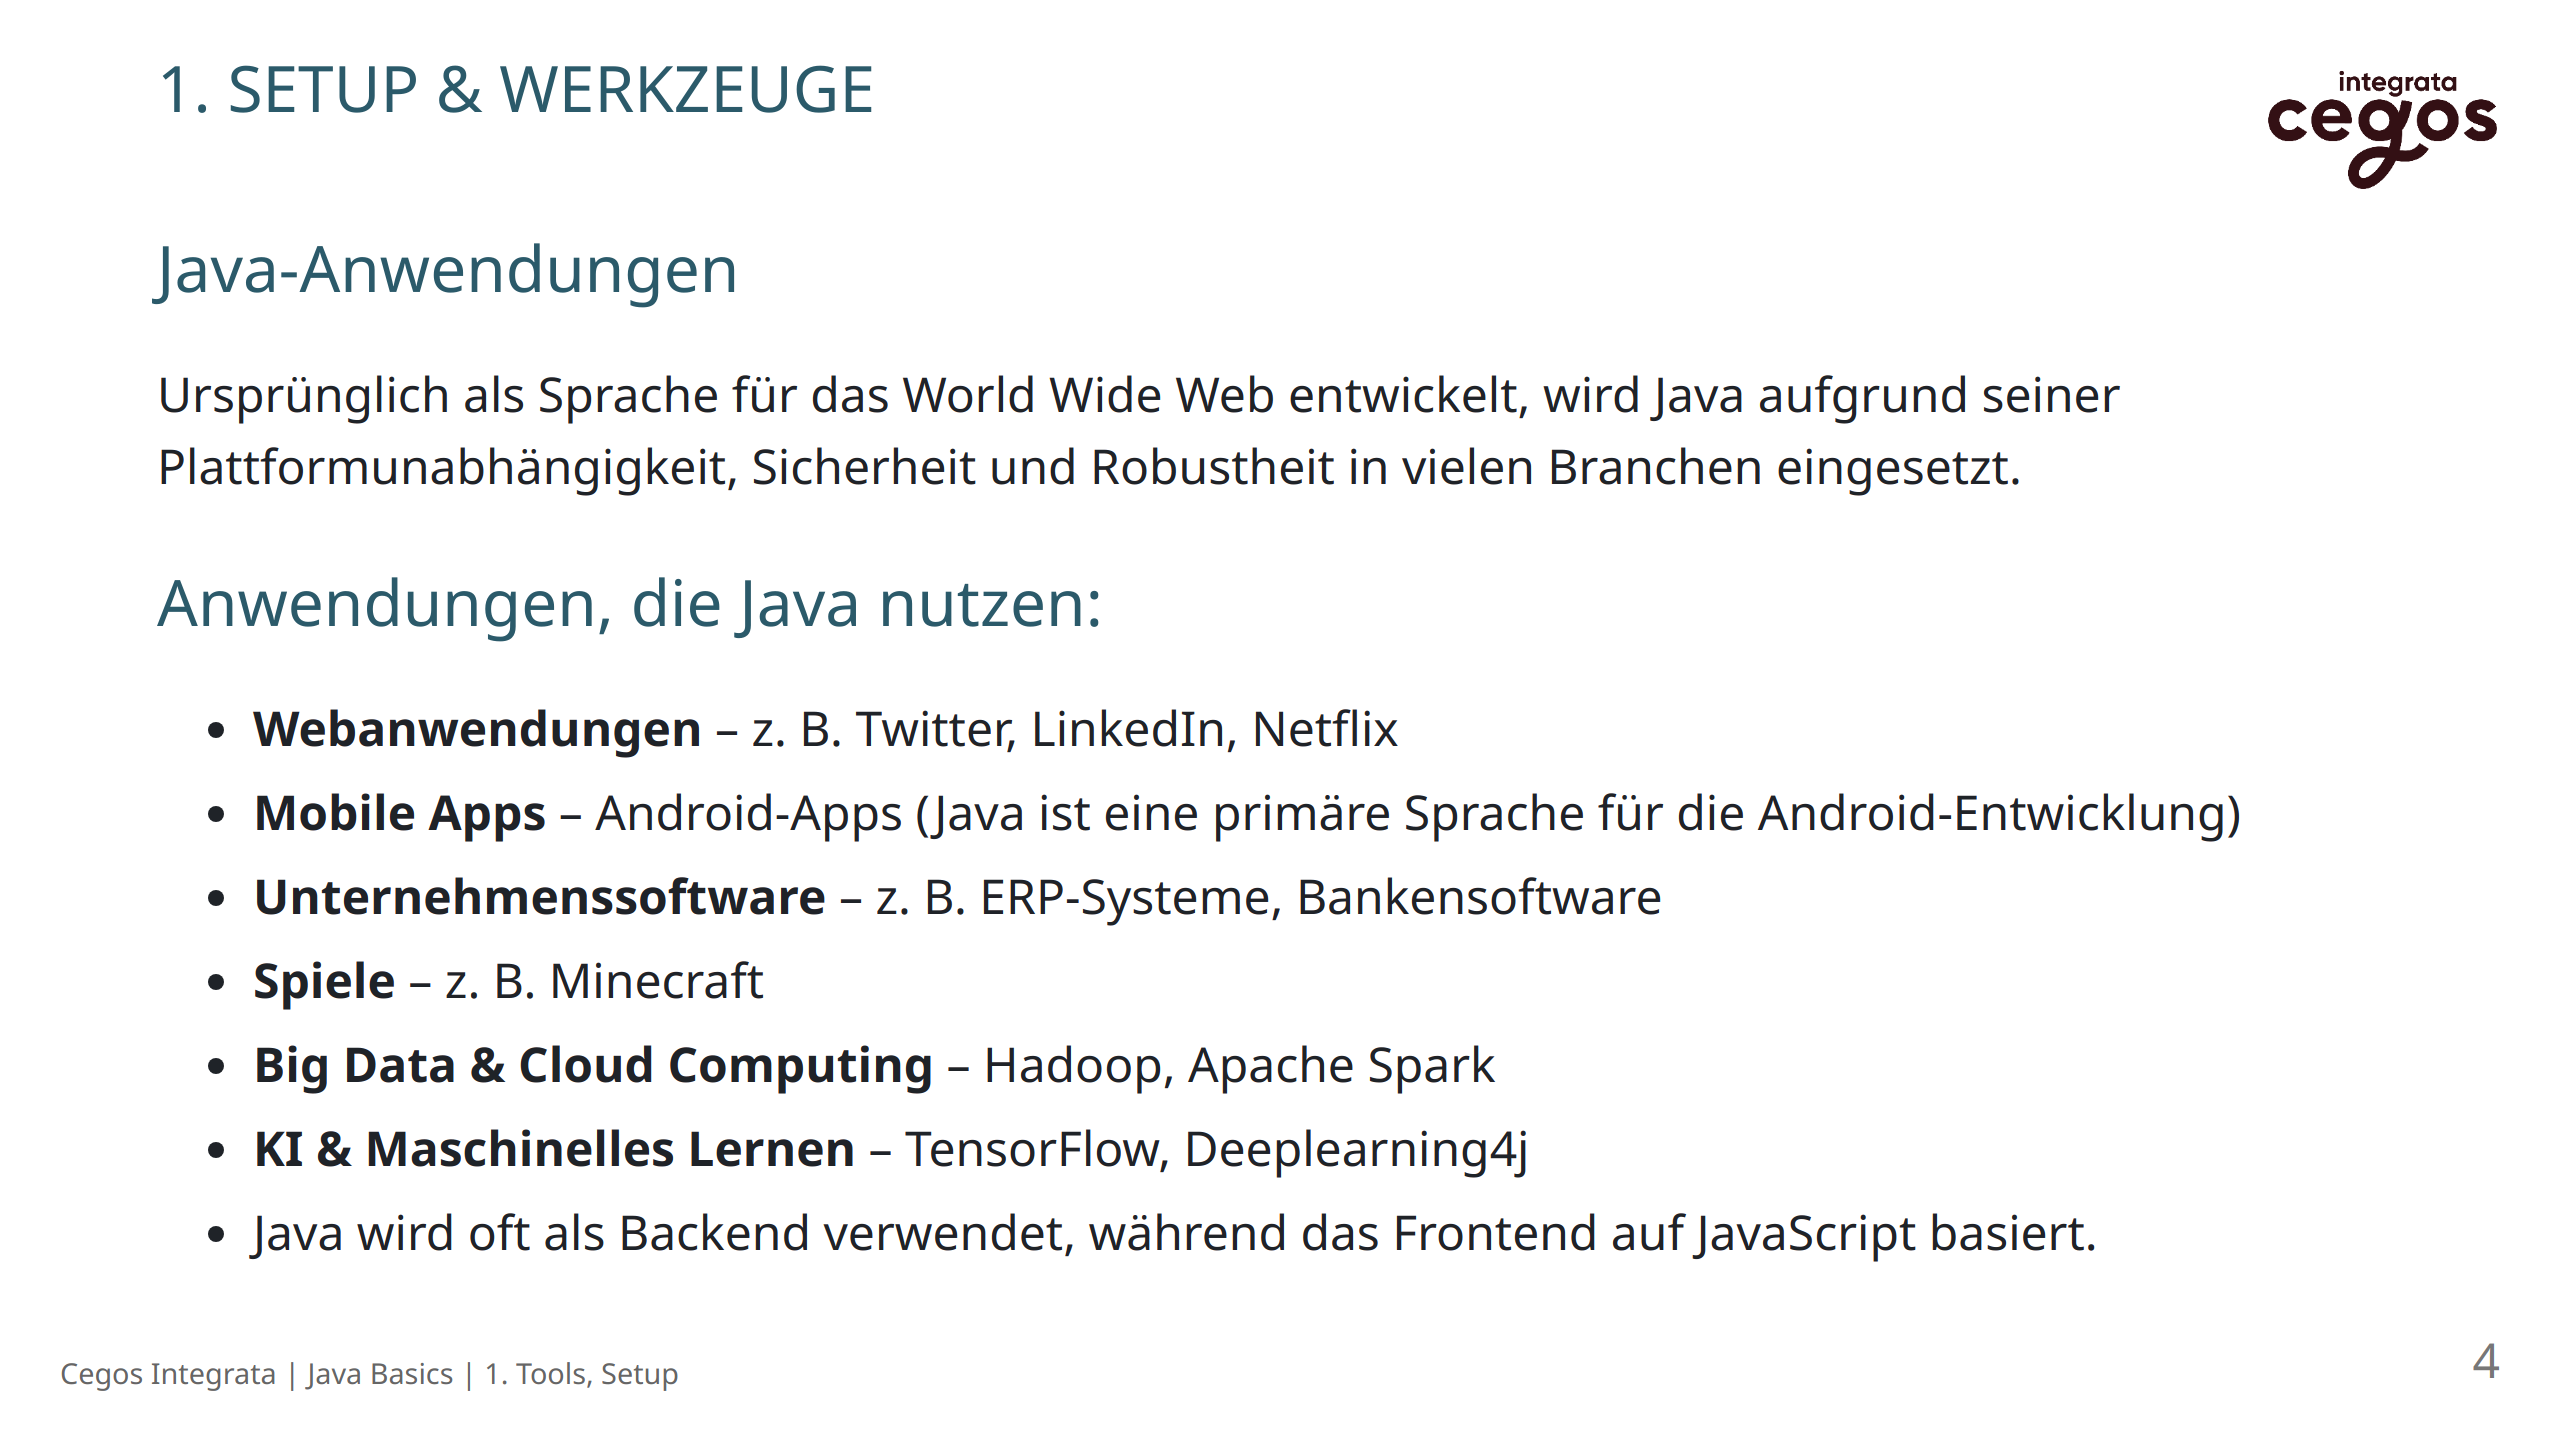 1. SETUP & WERKZEUGE
integrata
cegos
Java-Anwendungen
Ursprünglich als Sprache für das World Wide Web entwickelt, wird Java aufgrund seiner
Plattformunabhängigkeit, Sicherheit und Robustheit in vielen Branchen eingesetzt.
Anwendungen, die Java nutzen:
• Webanwendungen – z. B. Twitter, LinkedIn, Netflix
• Mobile Apps – Android-Apps (Java ist eine primäre Sprache für die Android-Entwicklung)
• Unternehmenssoftware – z. B. ERP-Systeme, Bankensoftware
• Spiele – z. B. Minecraft
• Big Data & Cloud Computing – Hadoop, Apache Spark
• KI & Maschinelles Lernen – TensorFlow, Deeplearning4j
• Java wird oft als Backend verwendet, während das Frontend auf JavaScript basiert.
Cegos Integrata | Java Basics | 1. Tools, Setup
4